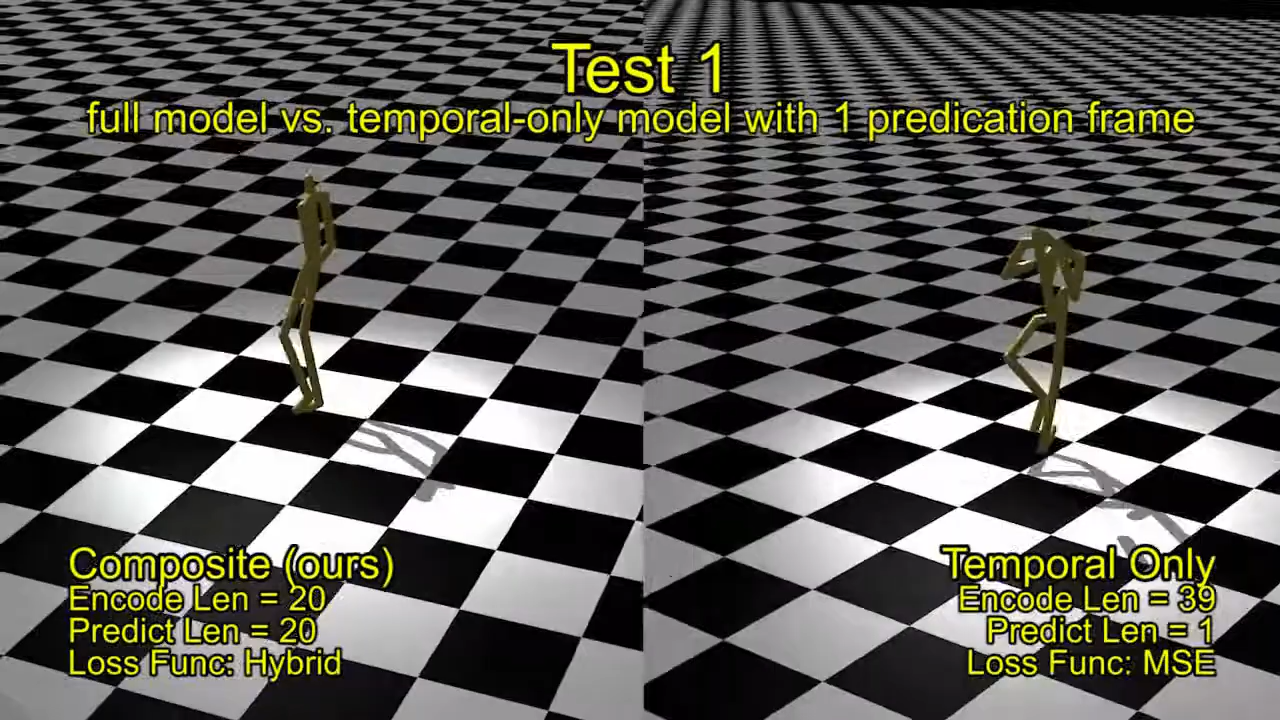 Test 1
full model vs. temporal-only model with 1 predication frame
Composite (ours)
Encode Len = 20
Predict Len = 20
Loss Func: Hybrid
Temporal Only
Encode Len = 39
Predict Len = 1
Loss Func: MSE